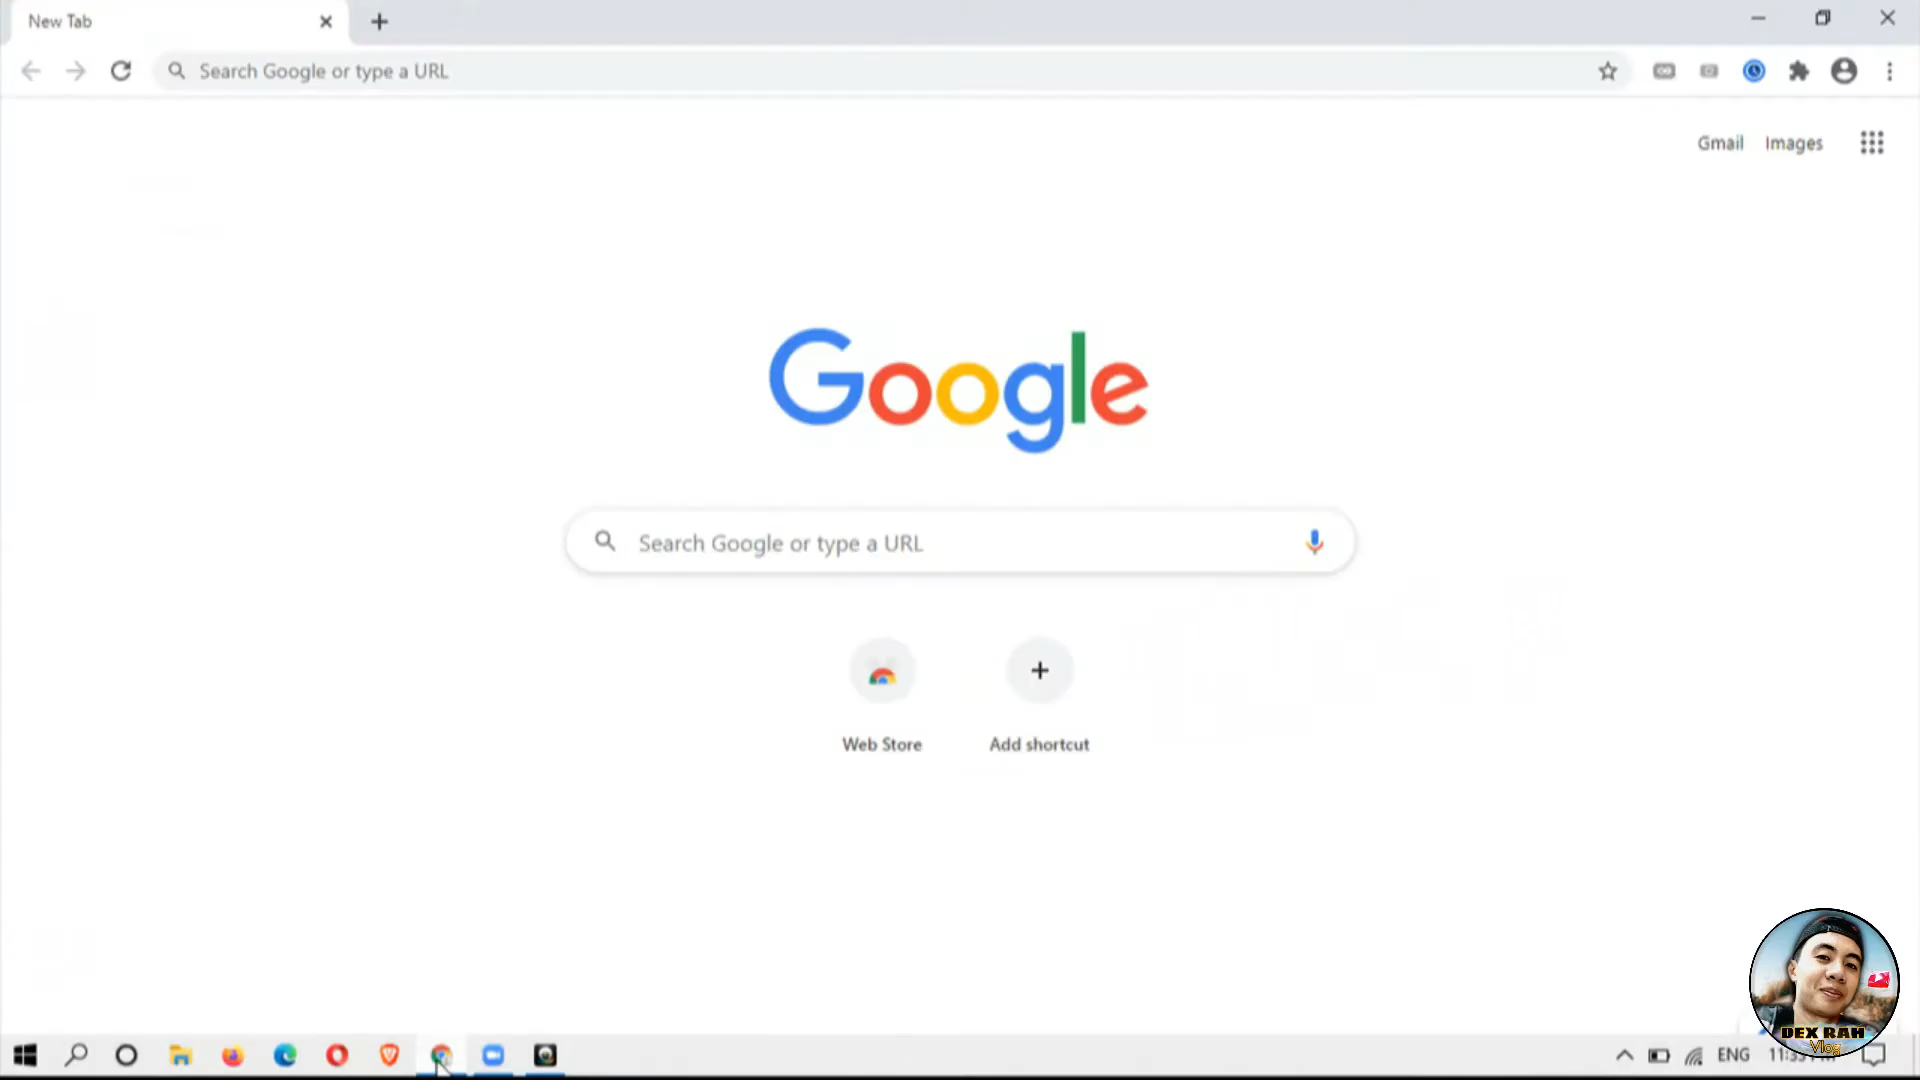 New Tab
Search Google or type a URL
Gmail Images
Google
Search Google or type a URL
Web Store
Add shortcut
DEX RAH
Vlog
ENG